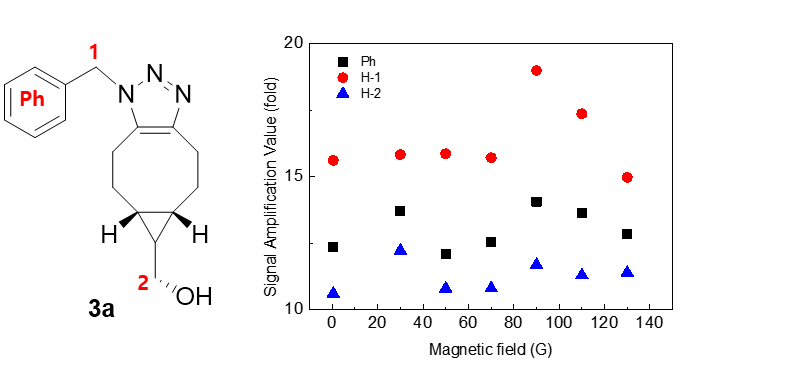 1
Ph
N
N
N
H
H
2
OH
3a
Signal Amplification Value (fold)
20
15
10
Ph
H-1
H-2
0 20 40 60 80 100 120 140
Magnetic field (G)